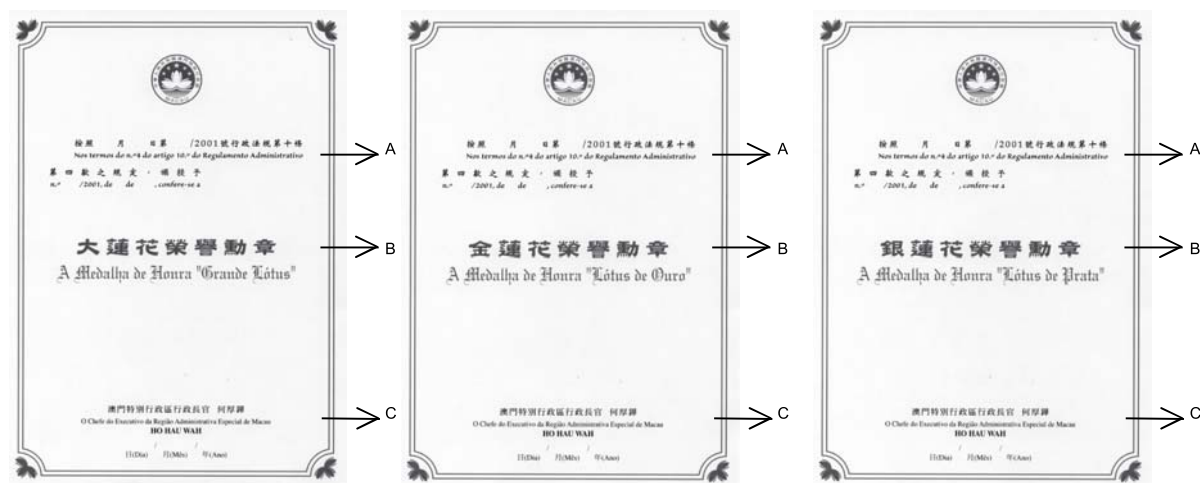 MACAU
按照 月 日第 /2001號行政法規第十條
Nos termos do n.º4 do artigo 10.º do Regulamento Administrativo
A
第四款之規定,頒授予
n.º /2001, de de , confere-se a
大蓮花榮譽勳章
B
A Medalha de Honra "Grande Lótus"
澳門特別行政區行政長官 何厚鏵
C
O Chefe do Executivo da Região Administrativa Especial de Macau
HO HAU WAH
/ /
日(Dia) 月(Mês) 年(Ano)
MACAU
按照 月 日第 /2001號行政法規第十條
Nos termos do n.º4 do artigo 10.º do Regulamento Administrativo
A
第四款之規定,頒授予
n.º /2001, de de , confere-se a
金蓮花榮譽勳章
B
A Medalha de Honra "Lótus de Ouro"
澳門特別行政區行政長官 何厚鏵
C
O Chefe do Executivo da Região Administrativa Especial de Macau
HO HAU WAH
/ /
日(Dia) 月(Mês) 年(Ano)
MACAU
按照 月 日第 /2001號行政法規第十條
Nos termos do n.º4 do artigo 10.º do Regulamento Administrativo
A
第四款之規定,頒授予
n.º /2001, de de , confere-se a
銀蓮花榮譽勳章
B
A Medalha de Honra "Lótus de Prata"
澳門特別行政區行政長官 何厚鏵
C
O Chefe do Executivo da Região Administrativa Especial de Macau
HO HAU WAH
/ /
日(Dia) 月(Mês) 年(Ano)